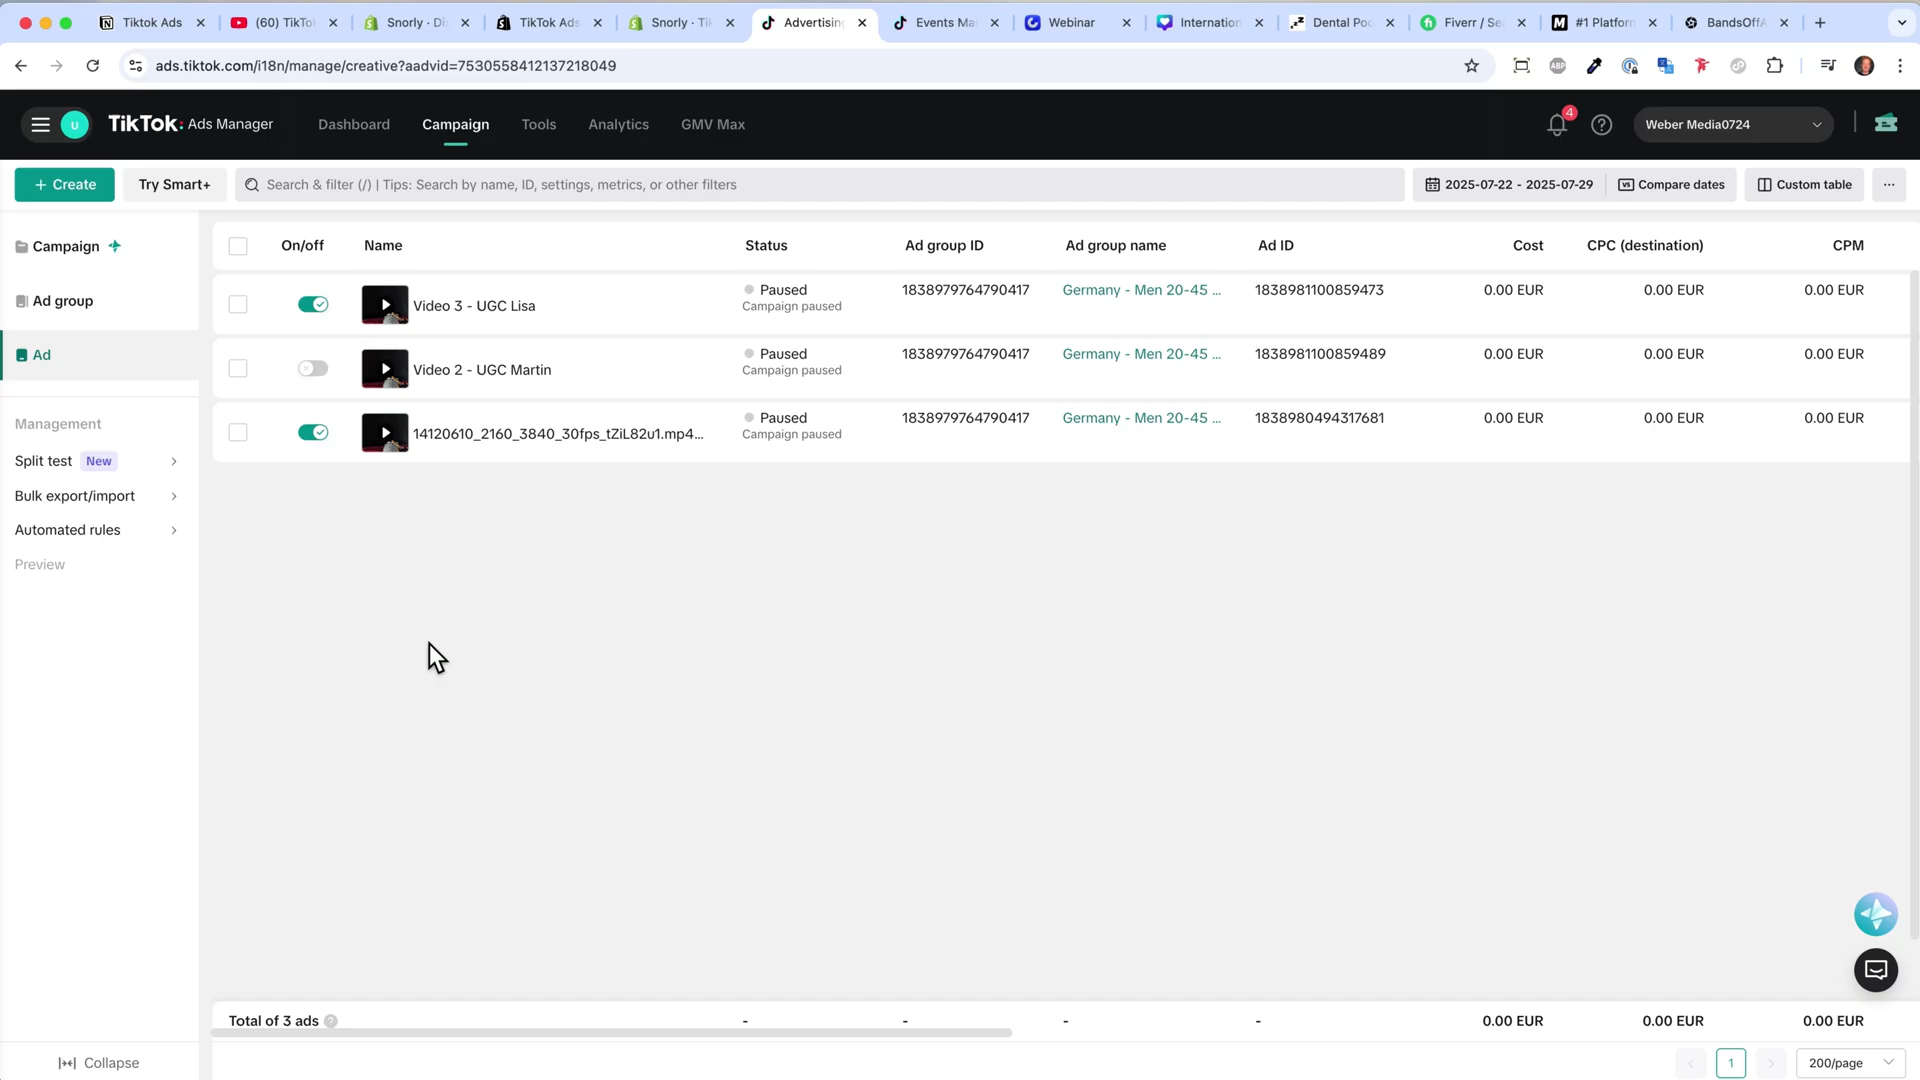 Tiktok Ads
(60) TikTo
Snorly · Di
TikTok Ads
Snorly · Ti
Advertising
Events Ma
Webinar
Internation
Dental Poc
Fiverr / Se
#1 Platform
BandsOffA
ads.tiktok.com/i18n/manage/creative?aadvid=7530558412137218049
ABP
U
TikTok: Ads Manager
Dashboard
Campaign
Tools
Analytics
GMV Max
4
Weber Media0724
+ Create
Try Smart+
Search & filter (/) | Tips: Search by name, ID, settings, metrics, or other filters
2025-07-22 - 2025-07-29
Compare dates
Custom table
Campaign
Ad group
Ad
Management
Split test New
Bulk export/import
Automated rules
Preview
On/off Name Status Ad group ID Ad group name Ad ID Cost CPC (destination) CPM
Video 3 - UGC Lisa Paused 1838979764790417 Germany - Men 20-45 ... 1838981100859473 0.00 EUR 0.00 EUR 0.00 EUR
Campaign paused
Video 2 - UGC Martin Paused 1838979764790417 Germany - Men 20-45 ... 1838981100859489 0.00 EUR 0.00 EUR 0.00 EUR
Campaign paused
14120610_2160_3840_30fps_tZiL82u1.mp4... Paused 1838979764790417 Germany - Men 20-45 ... 1838980494317681 0.00 EUR 0.00 EUR 0.00 EUR
Campaign paused
Total of 3 ads - - - - 0.00 EUR 0.00 EUR 0.00 EUR
Collapse
1
200/page